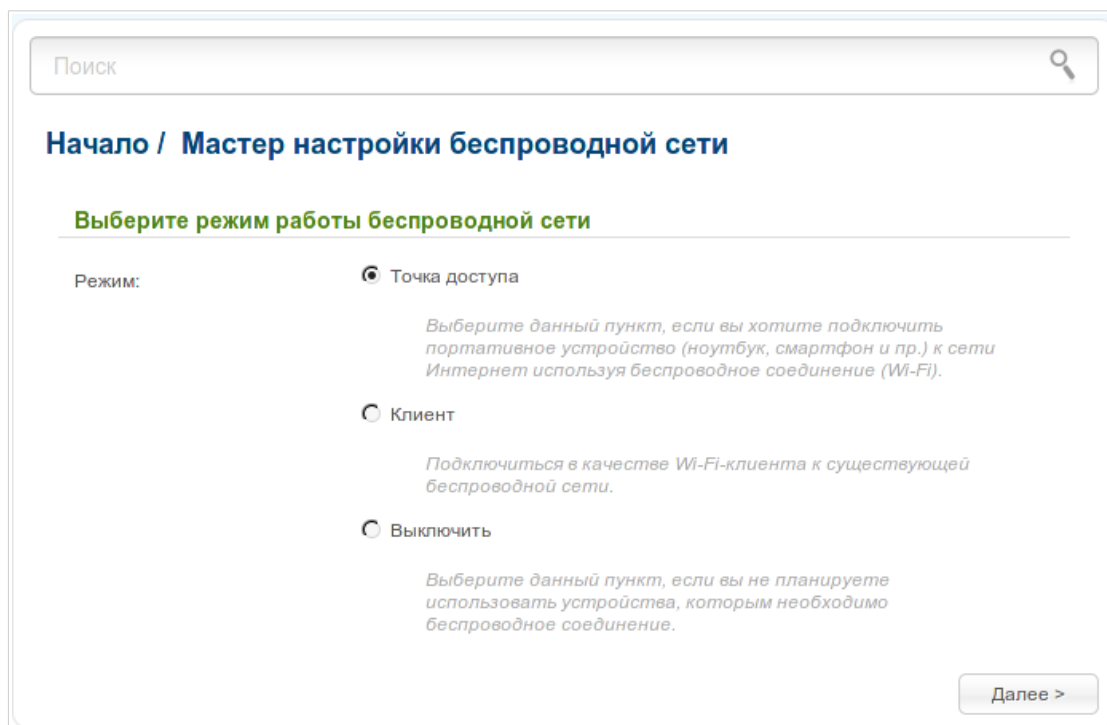 Поиск
Начало / Мастер настройки беспроводной сети
Выберите режим работы беспроводной сети
Режим:
Точка доступа
Выберите данный пункт, если вы хотите подключить
портативное устройство (ноутбук, смартфон и пр.) к сети
Интернет используя беспроводное соединение (Wi-Fi).
Клиент
Подключиться в качестве Wi-Fi-клиента к существующей
беспроводной сети.
Выключить
Выберите данный пункт, если вы не планируете
использовать устройства, которым необходимо
беспроводное соединение.
Далее >